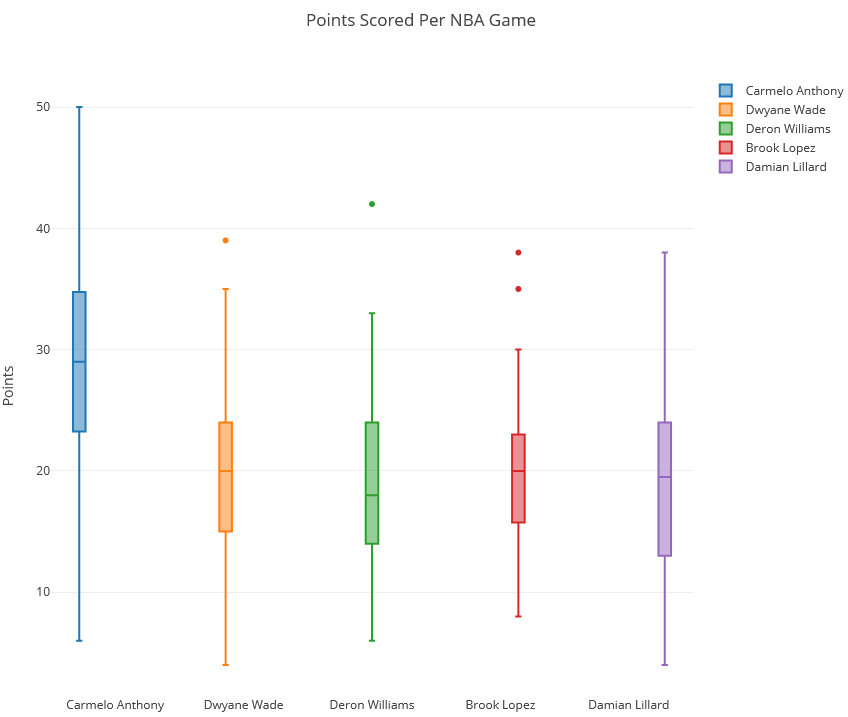 Points Scored Per NBA Game
Carmelo Anthony
Dwyane Wade
Deron Williams
Brook Lopez
Damian Lillard
50
40
30
20
10
Points
Carmelo Anthony Dwyane Wade Deron Williams Brook Lopez Damian Lillard